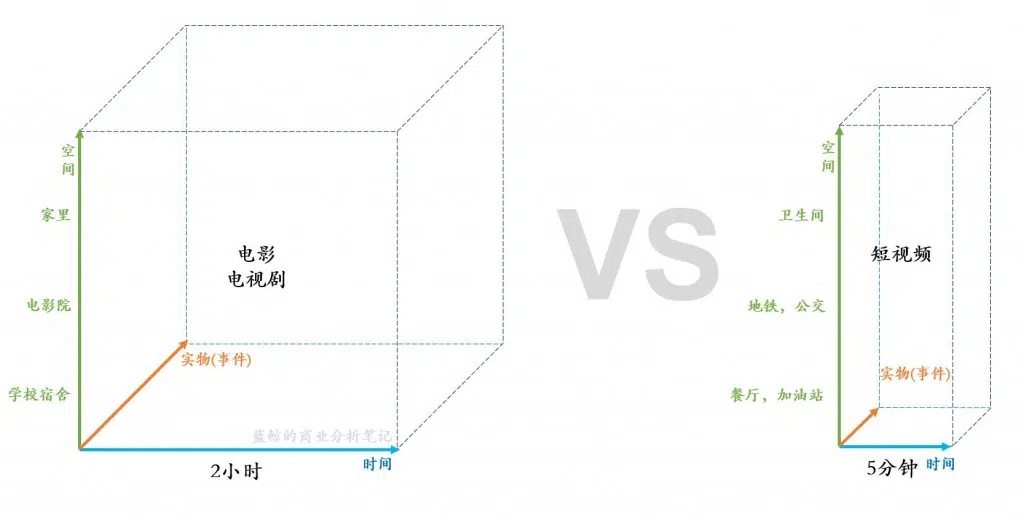 空
间
家里
电影院
学校宿舍
电影
电视剧
实物(事件)
蓝鲸的商业分析笔记
时间
2小时
VS
空
间
卫生间
地铁，公交
餐厅，加油站
短视频
实物(事件)
时间
5分钟